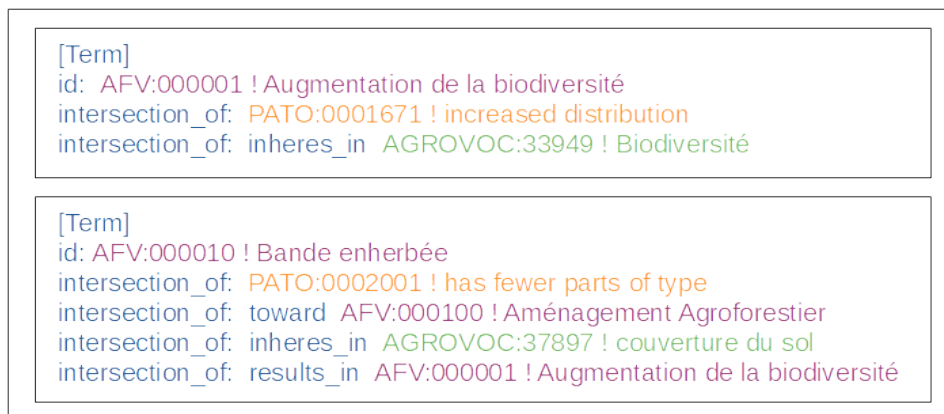 [Term]
id: AFV:000001 ! Augmentation de la biodiversité
intersection_of: PATO:0001671 ! increased distribution
intersection_of: inheres_in AGROVOC:33949 ! Biodiversité
[Term]
id: AFV:000010 ! Bande enherbée
intersection_of: PATO:0002001 ! has fewer parts of type
intersection_of: toward AFV:000100 ! Aménagement Agroforestier
intersection_of: inheres_in AGROVOC:37897 ! couverture du sol
intersection_of: results_in AFV:000001 ! Augmentation de la biodiversité